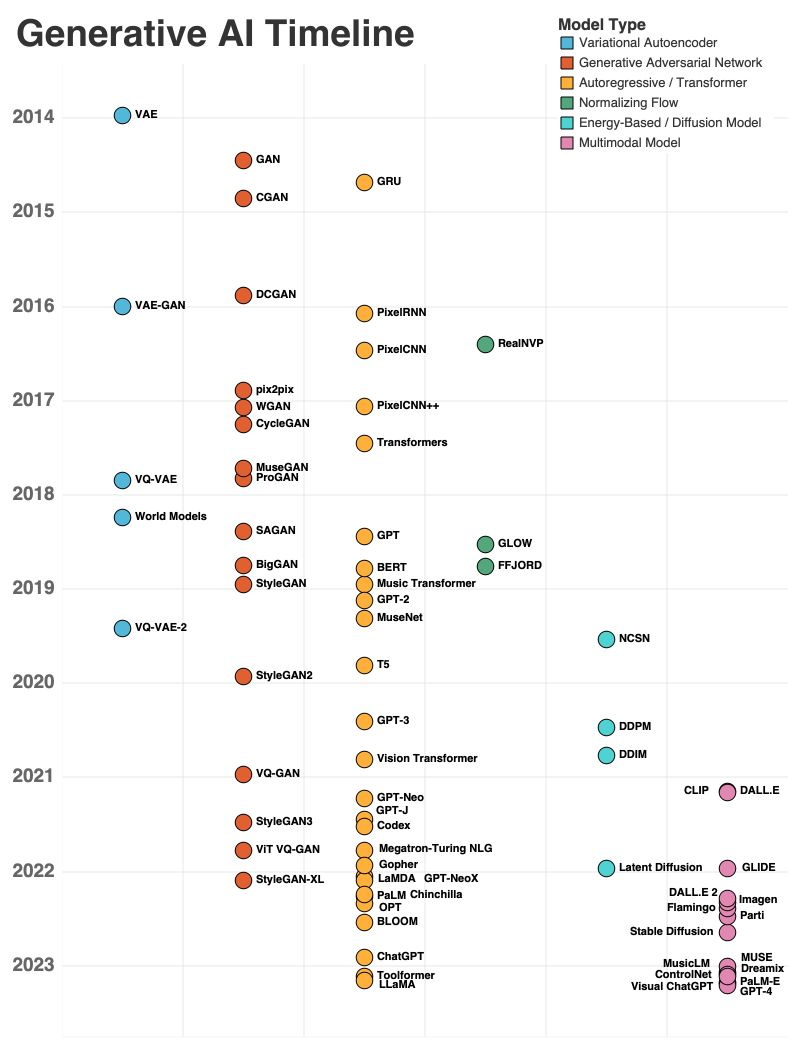 Generative AI Timeline
Model Type
Variational Autoencoder
Generative Adversarial Network
Autoregressive / Transformer
Normalizing Flow
Energy-Based / Diffusion Model
Multimodal Model
2014
VAE
GAN
GRU
CGAN
2015
DCGAN
2016
VAE-GAN
PixelRNN
RealNVP
PixelCNN
pix2pix
2017
WGAN
PixelCNN++
CycleGAN
Transformers
MuseGAN
ProGAN
VQ-VAE
2018
World Models
SAGAN
GPT
GLOW
BigGAN
FFJORD
BERT
StyleGAN
Music Transformer
2019
GPT-2
MuseNet
VQ-VAE-2
NCSN
T5
StyleGAN2
2020
GPT-3
DDPM
DDIM
Vision Transformer
VQ-GAN
2021
CLIP
DALL.E
GPT-Neo
GPT-J
StyleGAN3
Codex
ViT VQ-GAN
Megatron-Turing NLG
Gopher
2022
Latent Diffusion
GLIDE
StyleGAN-XL
LaMDA
GPT-NeoX
PaLM
Chinchilla
DALL.E 2
Imagen
OPT
Flamingo
Parti
BLOOM
Stable Diffusion
ChatGPT
MUSE
2023
MusicLM
Dreamix
Toolformer
ControlNet
LLaMA
PaLM-E
Visual ChatGPT
GPT-4